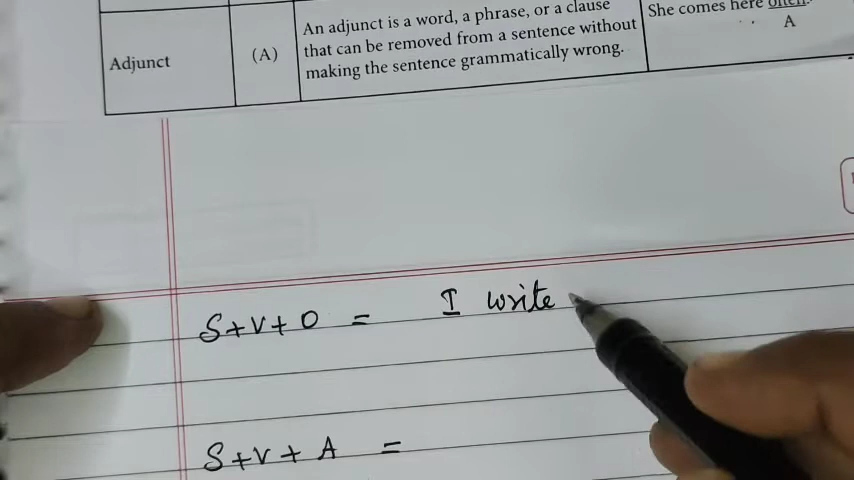 Adjunct
(A)
An adjunct is a word, a phrase, or a clause
that can be removed from a sentence without
making the sentence grammatically wrong.
She comes here often.
A
S+V+O = I write
S+V+A =